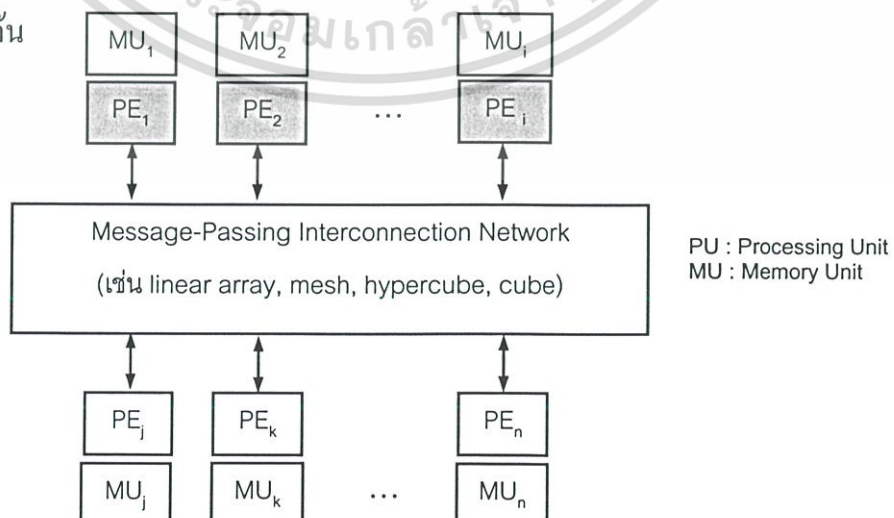 MU₁ MU₂ MUᵢ
PE₁ PE₂ ... PEᵢ
Message-Passing Interconnection Network
(เช่น linear array, mesh, hypercube, cube)
PU : Processing Unit
MU : Memory Unit
PEⱼ PEₖ PEₙ
MUⱼ MUₖ ... MUₙ